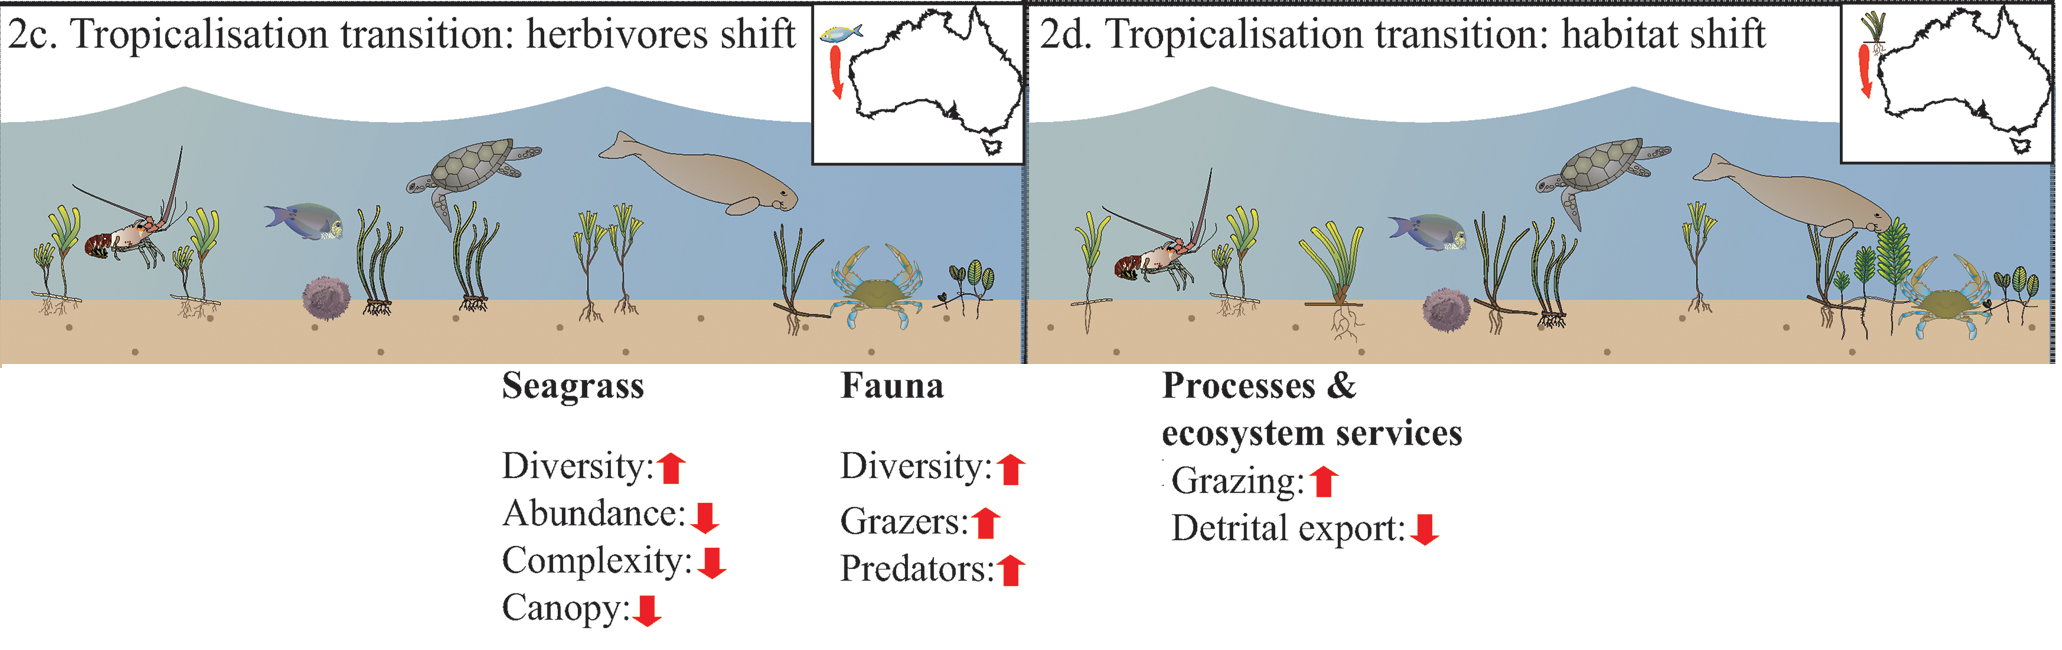 2c. Tropicalisation transition: herbivores shift
2d. Tropicalisation transition: habitat shift
Seagrass
Diversity:
Abundance:
Complexity:
Canopy:
Fauna
Diversity:
Grazers:
Predators:
Processes &
ecosystem services
Grazing:
Detrital export: